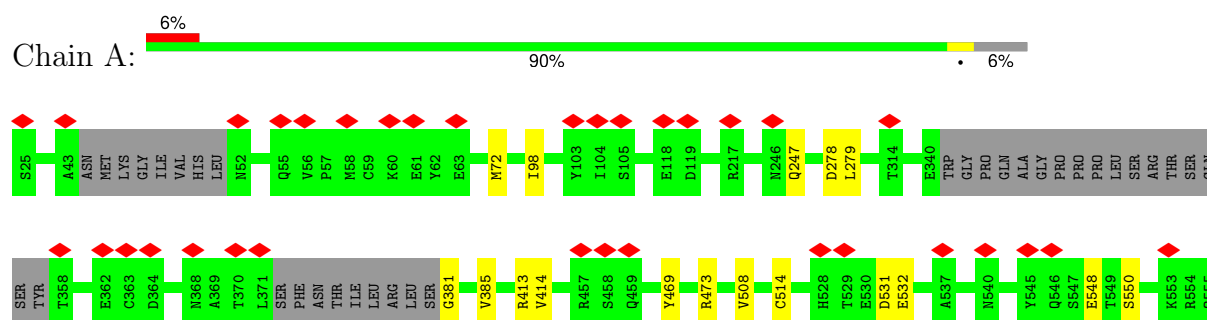 6%
Chain A:
90%
•
6%
S25 A43 ASN MET LYS GLY ILE VAL HIS LEU N52 Q55 V56 P57 M58 C59 K60 E61 Y62 E63 M72 I98 Y103 I104 S105 E118 D119 R217 N246 Q247 D278 L279 T314 E340 TRP GLY PRO GLN ALA GLY PRO PRO PRO LEU SER ARG THR SER
SER TYR T358 E362 C363 D364 N368 A369 T370 L371 SER PHE ASN THR ILE LEU ARG LEU SER G381 V385 R413 V414 R457 S458 Q459 Y469 R473 V508 C514 H528 T529 E530 D531 E532 A537 N540 Y545 Q546 S547 E548 T549 S550 K553 R554